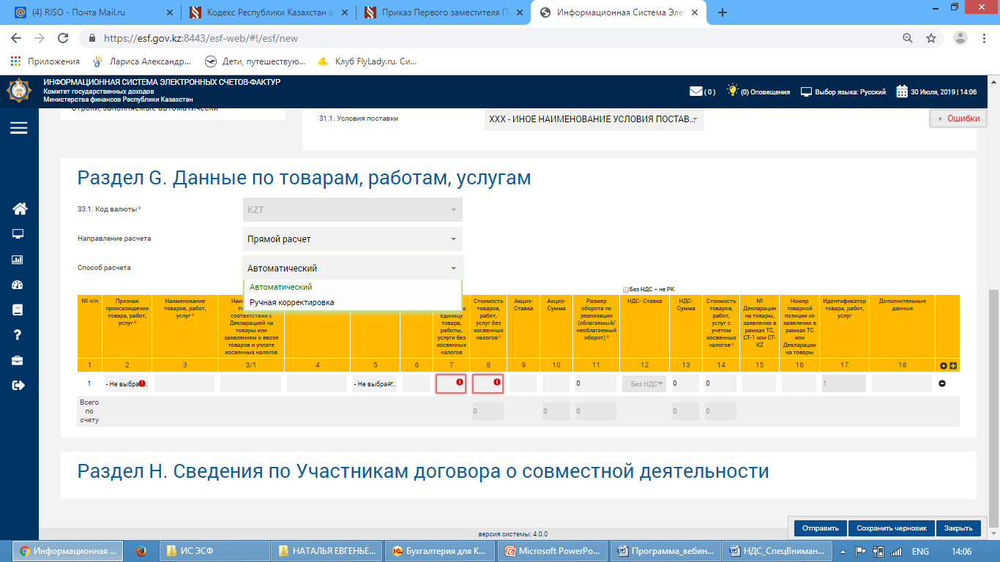 (4) RISO - Почта Mail.ru
Кодекс Республики Казахстан о
Приказ Первого заместителя П
Информационная Система Эле
https://esf.gov.kz:8443/esf-web/#!/esf/new
Приложения
Лариса Александр...
Дети, путешествую...
Клуб FlyLady.ru. Си...
ИНФОРМАЦИОННАЯ СИСТЕМА ЭЛЕКТРОННЫХ СЧЕТОВ-ФАКТУР
Комитет государственных доходов
Министерства финансов Республики Казахстан
( 0 )
(0) Оповещения
Выбор языка: Русский
30 Июля, 2019 | 14:06
Строки, заполняемые автоматически
31.1. Условия поставки
XXX - ИНОЕ НАИМЕНОВАНИЕ УСЛОВИЯ ПОСТАВ...
Ошибки
Раздел G. Данные по товарам, работам, услугам
33.1. Код валюты*
KZT
Направление расчета
Прямой расчет
Способ расчета
Автоматический
Автоматический
Ручная корректировка
Без НДС – не РК
№ п/п
Признак
происхождения
товара, работ,
услуг*
Наименование
товаров, работ,
услуг*
соответствии с
Декларацией на
товары или
заявлением о ввозе
товаров и уплате
косвенных налогов
единицу
товара,
работы,
услуги без
косвенных
налогов
Стоимость
товаров,
работ,
услуг без
косвенных
налогов*
Акциз-
Ставка
Акциз-
Сумма
Размер
оборота по
реализации
(облагаемый/
необлагаемый
оборот)*
НДС- Ставка
НДС-
Сумма
Стоимость
товаров,
работ,
услуг с
учетом
косвенных
налогов*
№
Декларации
на товары,
заявления в
рамках ТС,
СТ-1 или СТ-
KZ
Номер
товарной
позиции из
заявления в
рамках ТС
или
Декларации
на товары
Идентификатор
товара, работ,
услуг
Дополнительные
данные
1 2 3 3/1 4 5 6 7 8 9 10 11 12 13 14 15 16 17 18
1 - Не выбра... - Не выбран... 0 Без НДС 0 0 1
Всего
по
счету
0 0 0 0 0
Раздел H. Сведения по Участникам договора о совместной деятельности
Отправить
Сохранить черновик
Закрыть
версия системы: 4.0.0
Информационная ...
ИС ЭСФ
НАТАЛЬЯ ЕВГЕНЬЕ...
Бухгалтерия для К...
Microsoft PowerPo...
Программа_вебин...
НДС_СпецВниман...
ENG
14:06